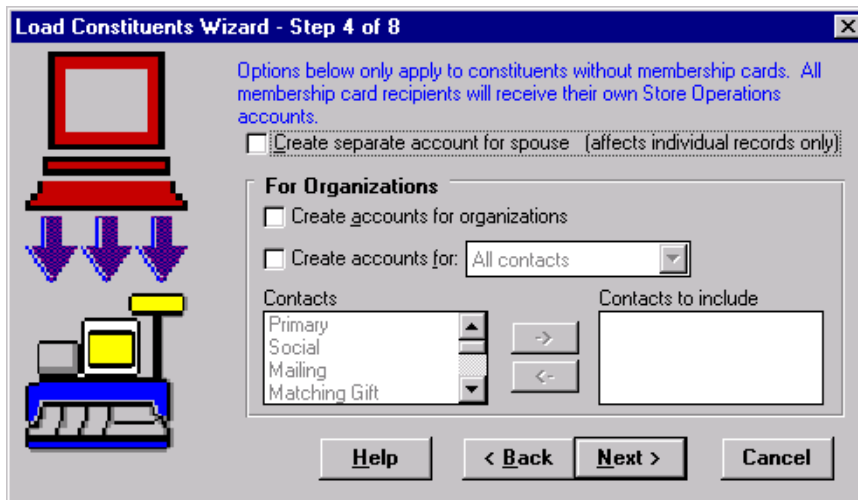 Load Constituents Wizard - Step 4 of 8
Options below only apply to constituents without membership cards.  All
membership card recipients will receive their own Store Operations
accounts.
Create separate account for spouse   (affects individual records only)
For Organizations
Create accounts for organizations
Create accounts for: All contacts
Contacts
Primary
Social
Mailing
Matching Gift
->
<-
Contacts to include
Help < Back Next > Cancel